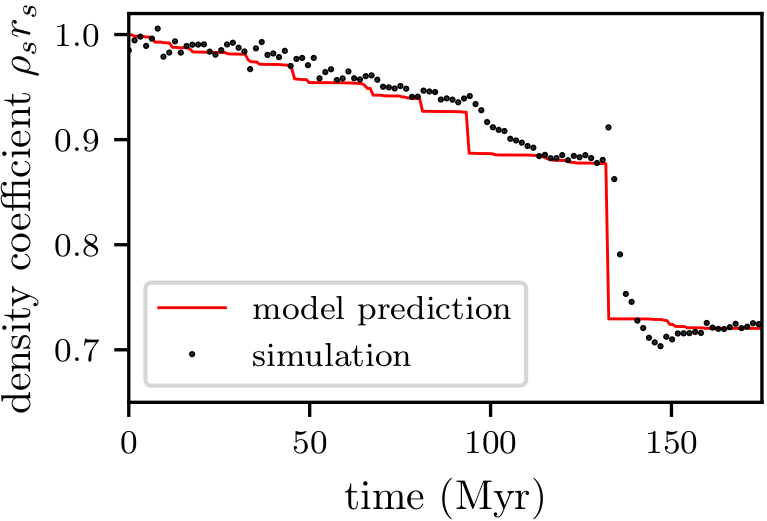 density coefficient ρₛrₛ
1.0
0.9
0.8
0.7
model prediction
simulation
0 50 100 150
time (Myr)